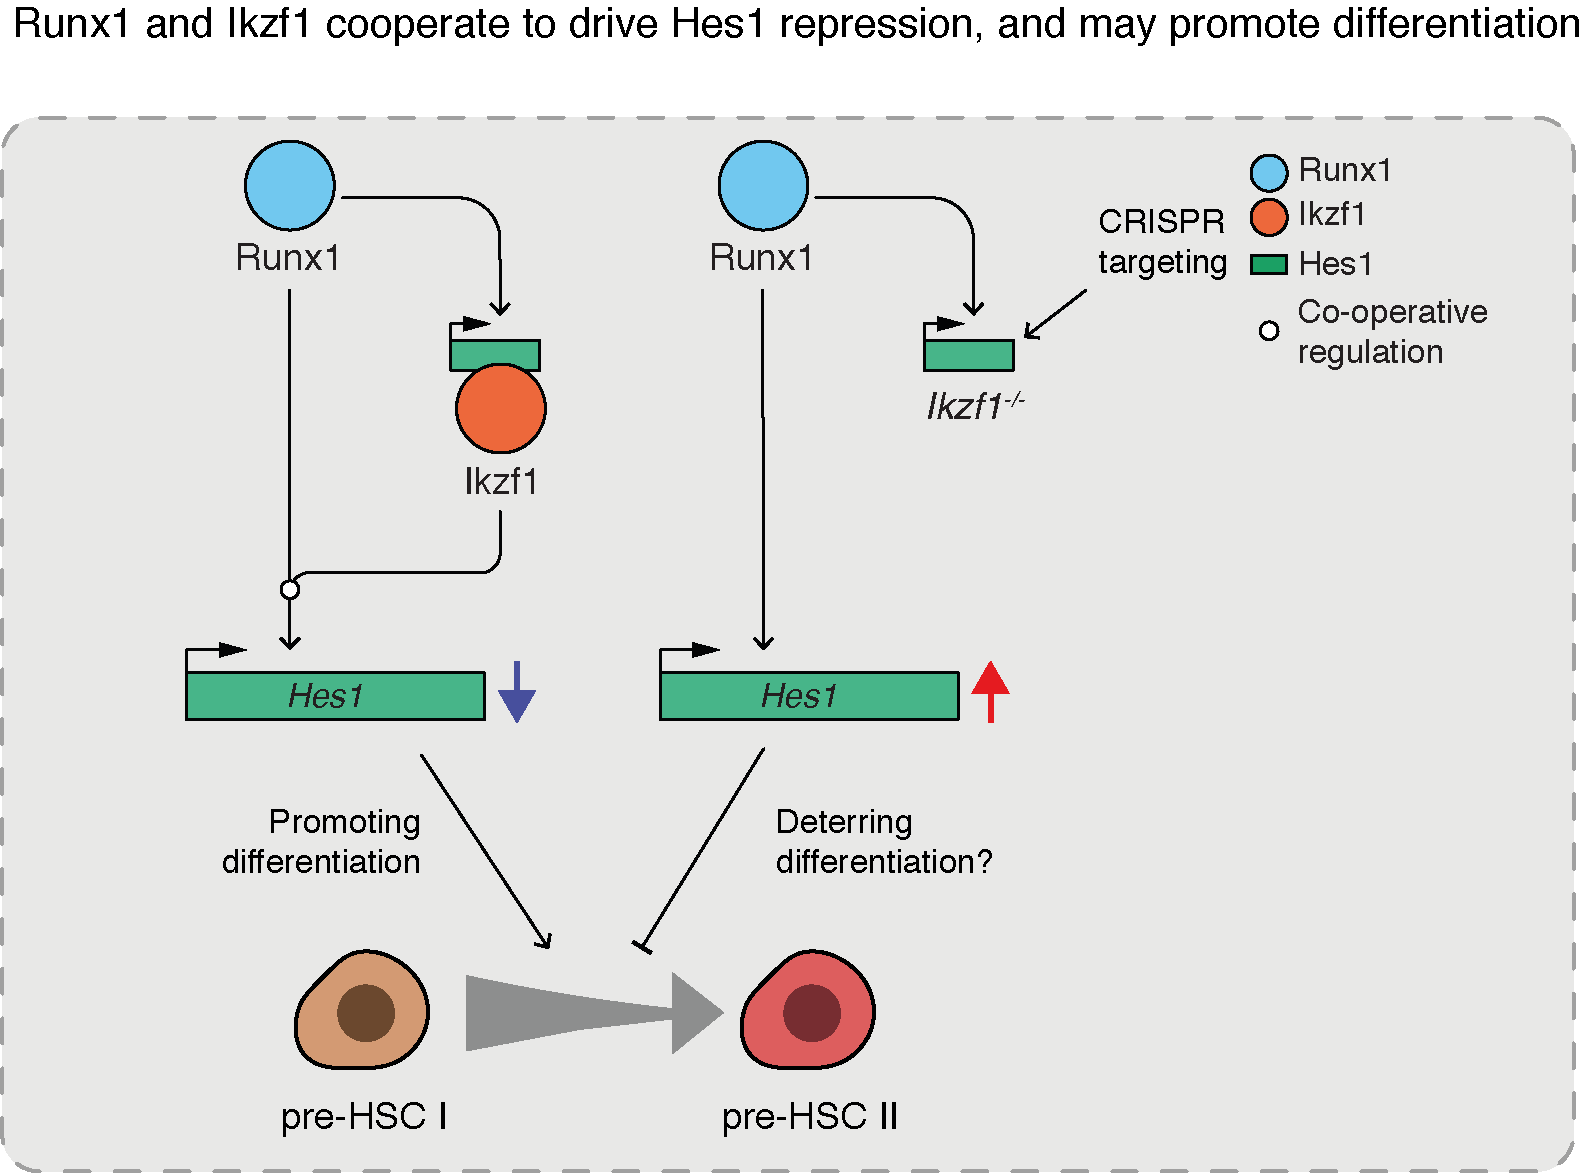 Runx1 and Ikzf1 cooperate to drive Hes1 repression, and may promote differentiation
Runx1
Ikzf1
Hes1
Runx1
Ikzf1-/-
CRISPR
targeting
Hes1
Runx1
Ikzf1
Hes1
Co-operative
regulation
Promoting
differentiation
Deterring
differentiation?
pre-HSC I
pre-HSC II